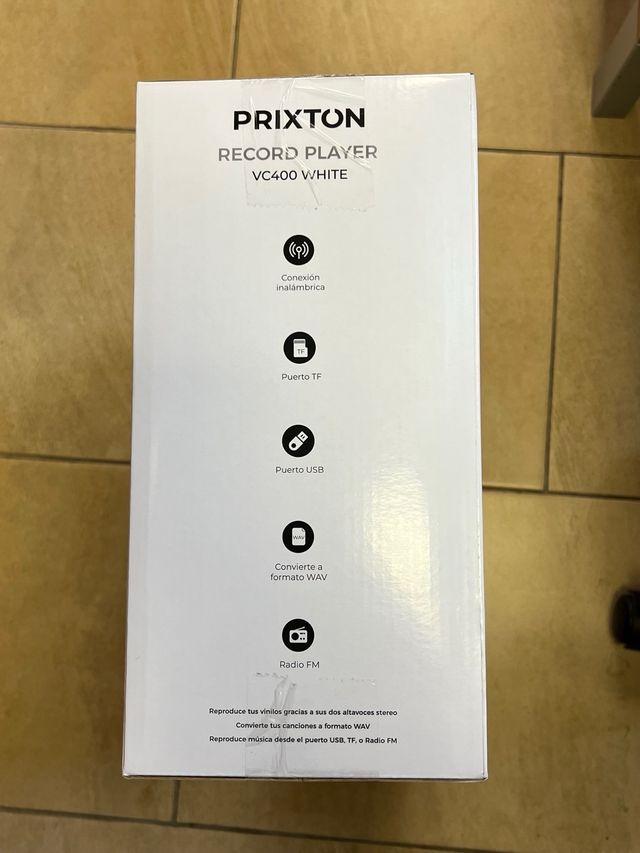 PRIXTON
RECORD PLAYER
VC400 WHITE
Conexión
inalámbrica
TF
Puerto TF
Puerto USB
WAV
Convierte a
formato WAV
Radio FM
Reproduce tus vinilos gracias a sus dos altavoces stereo
Convierte tus canciones a formato WAV
Reproduce música desde el puerto USB, TF, o Radio FM